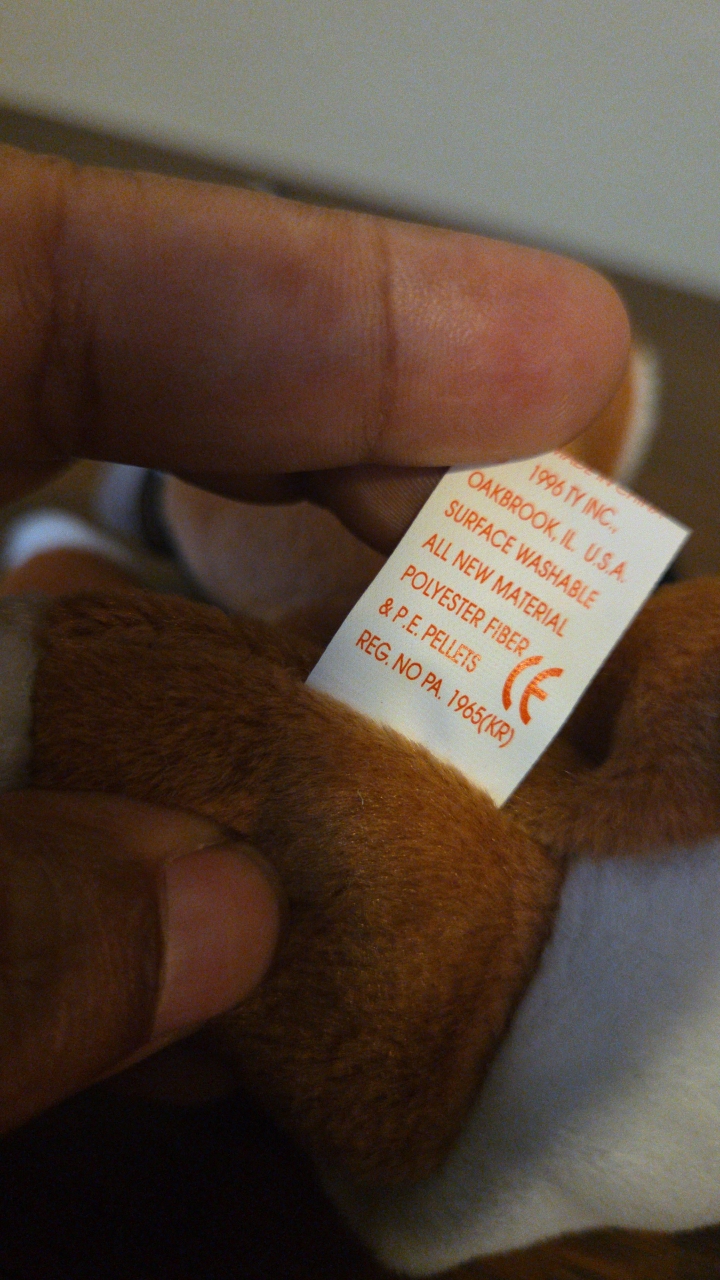 1996 TY INC.,
OAKBROOK, IL. U.S.A.
SURFACE WASHABLE
ALL NEW MATERIAL
POLYESTER FIBER
& P.E. PELLETS
REG. NO PA. 1965(KR)
CE